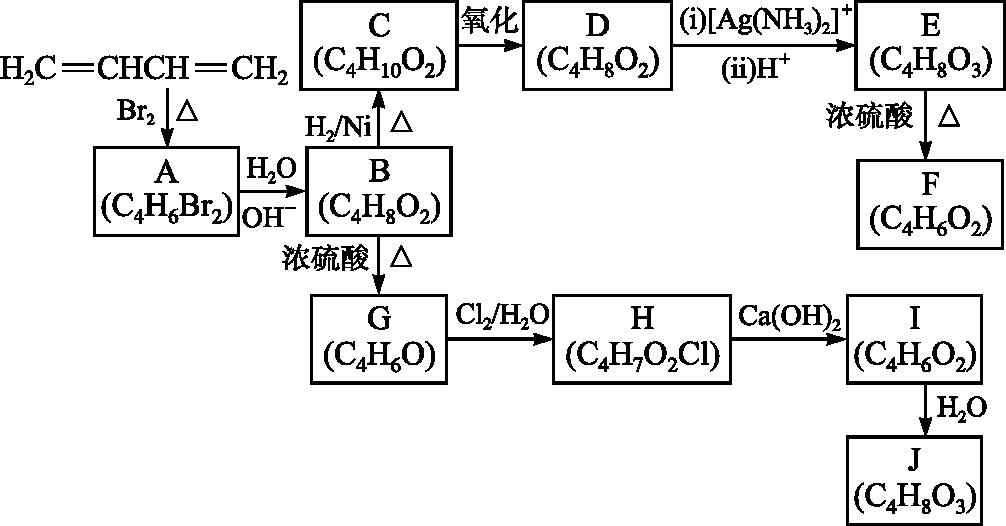 H₂C=CHCH=CH₂
Br₂ △
A
(C₄H₆Br₂)
H₂O
OH⁻
B
(C₄H₈O₂)
H₂/Ni △
C
(C₄H₁₀O₂)
氧化
D
(C₄H₈O₂)
(i)[Ag(NH₃)₂]⁺
(ii)H⁺
E
(C₄H₈O₃)
浓硫酸 △
F
(C₄H₆O₂)
浓硫酸 △
G
(C₄H₆O)
Cl₂/H₂O
H
(C₄H₇O₂Cl)
Ca(OH)₂
I
(C₄H₆O₂)
H₂O
J
(C₄H₈O₃)